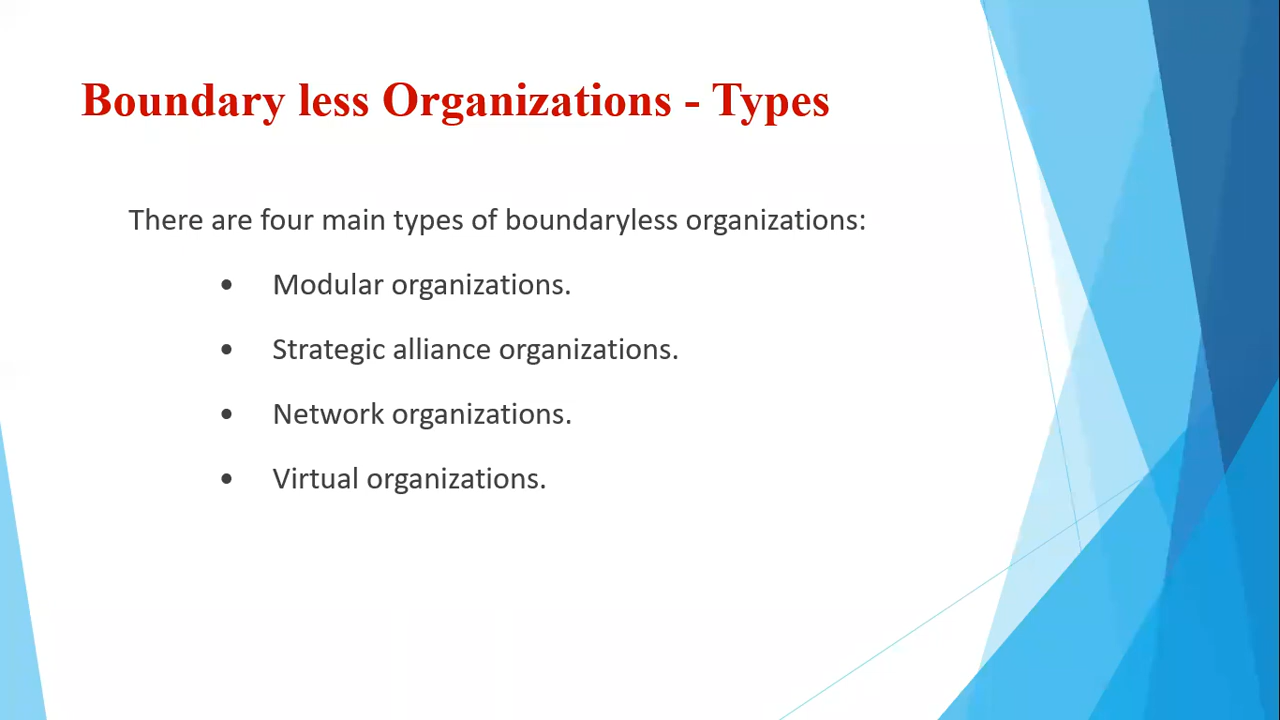 Boundary less Organizations - Types
There are four main types of boundaryless organizations:
• Modular organizations.
• Strategic alliance organizations.
• Network organizations.
• Virtual organizations.